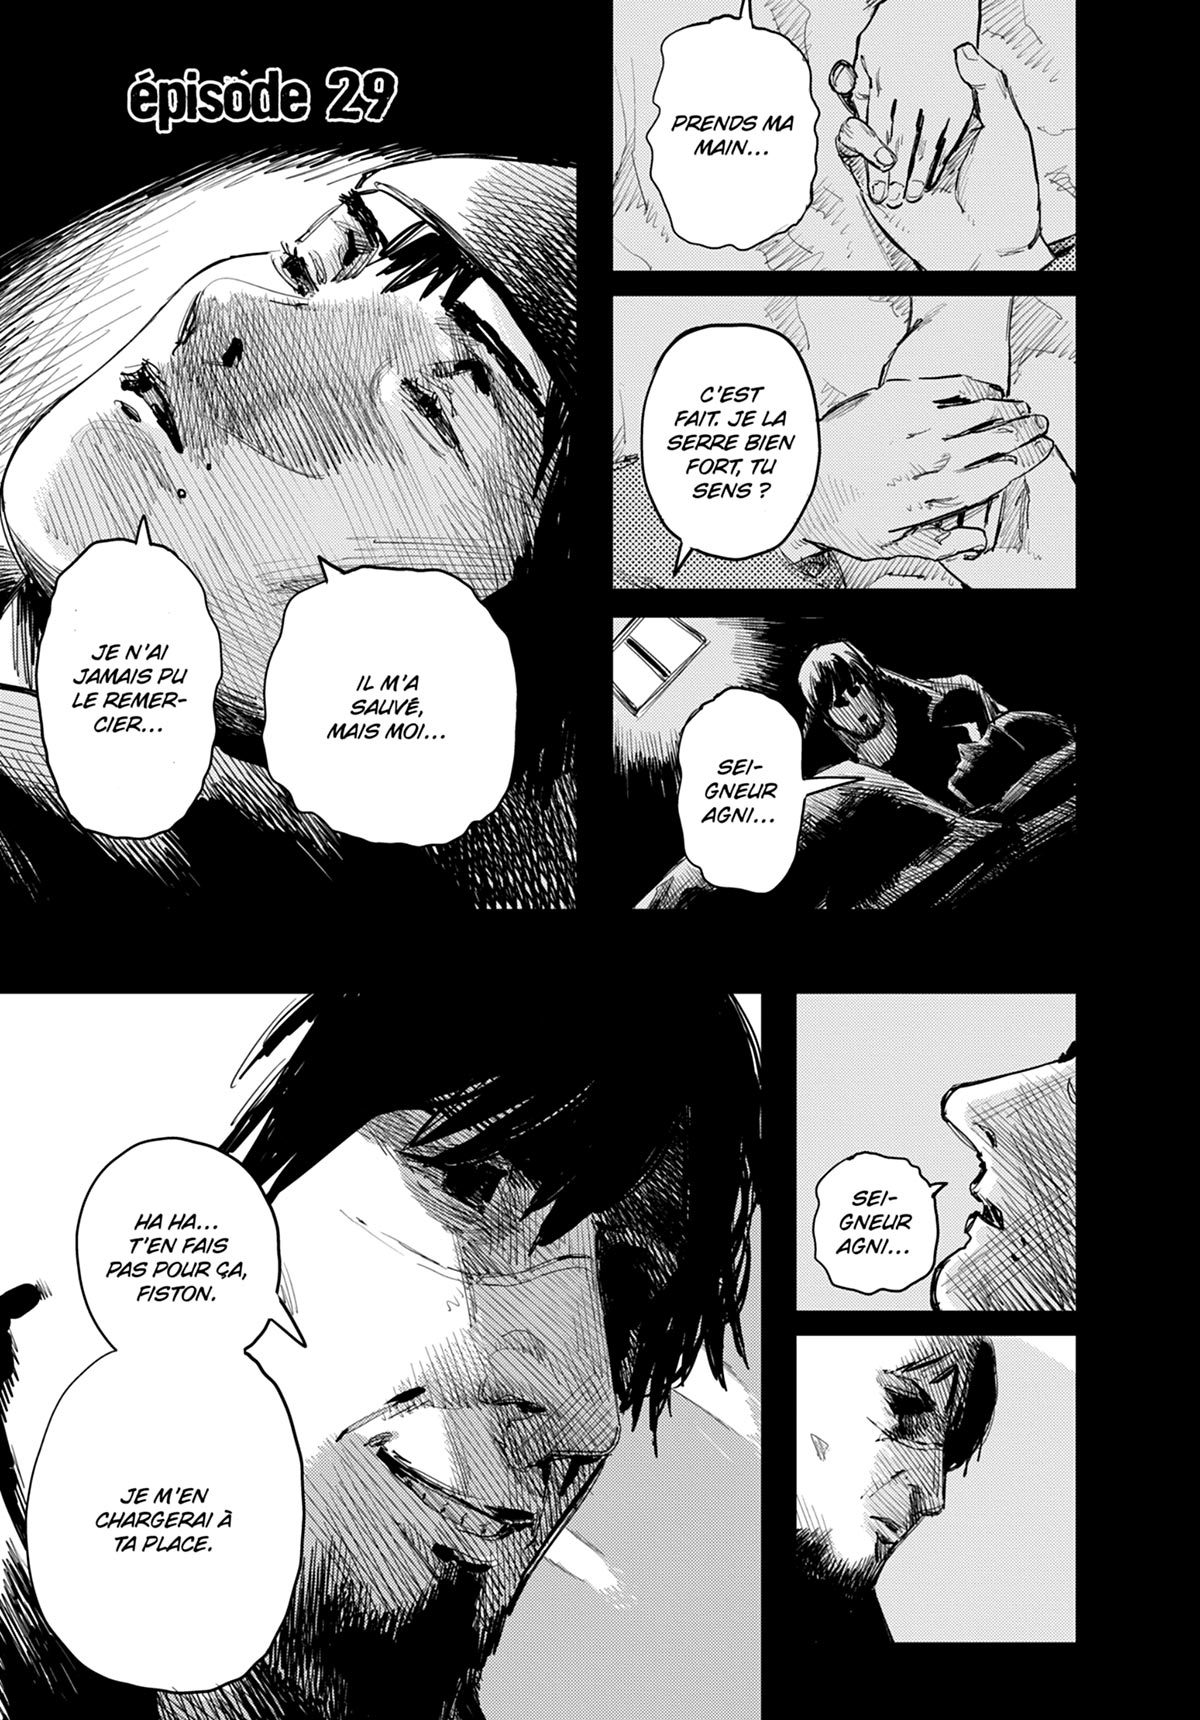 épisode 29
PRENDS MA
MAIN...
C'EST
FAIT. JE LA
SERRE BIEN
FORT, TU
SENS ?
SEI-
GNEUR
AGNI...
IL M'A
SAUVÉ,
MAIS MOI...
JE N'AI
JAMAIS PU
LE REMER-
CIER...
SEI-
GNEUR
AGNI...
HA HA...
T'EN FAIS
PAS POUR ÇA,
FISTON.
JE M'EN
CHARGERAI À
TA PLACE.